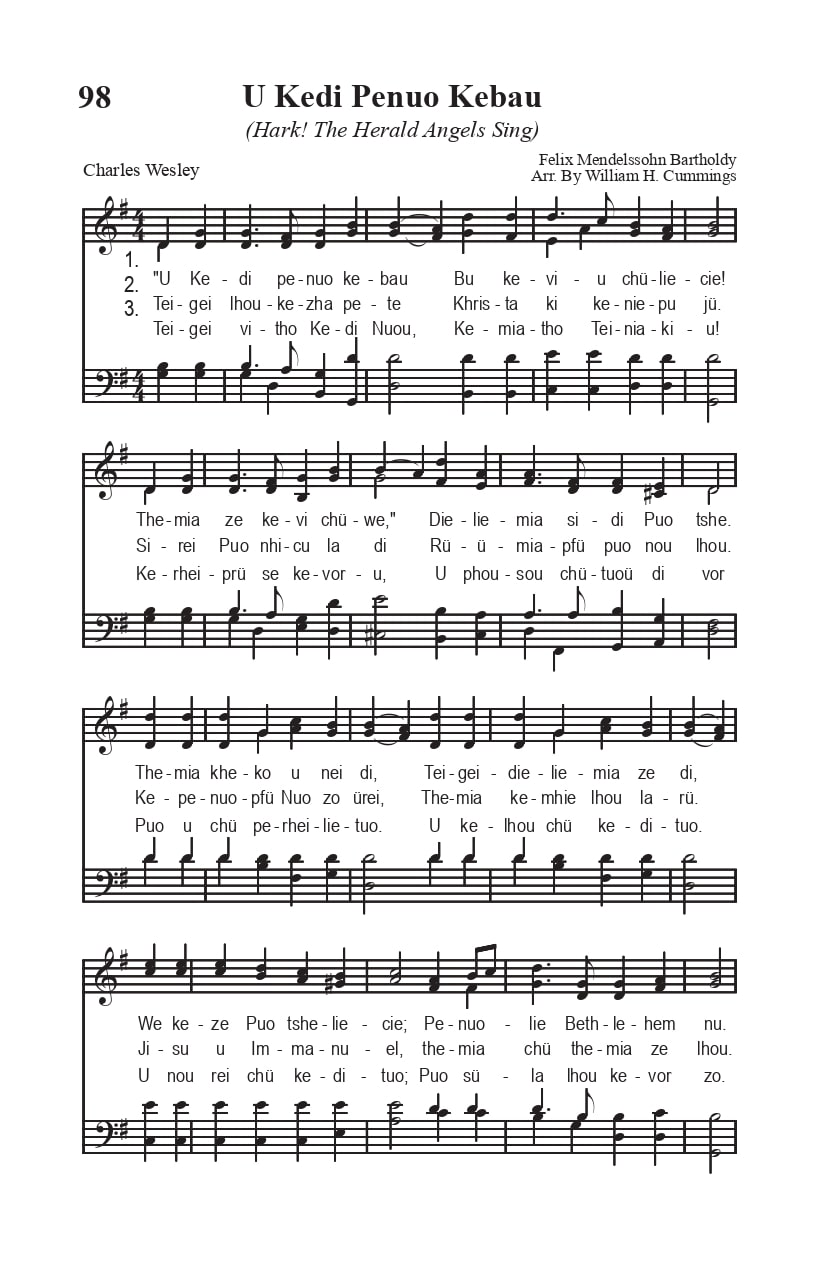 98 U Kedi Penuo Kebau
(Hark! The Herald Angels Sing)
Charles Wesley
Felix Mendelssohn Bartholdy
Arr. By William H. Cummings
1.
2.
3.
"U Ke - di pe-nuo ke-bau Bu ke - vi - u chü-lie-cie!
Tei-gei lhou-ke-zha pe-te Khris-ta ki ke-nie-pu jü.
Tei-gei vi-tho Ke-di Nuou, Ke-mia-tho Tei-nia-ki-u!
The-mia ze ke-vi chü-we," Die-lie-mia si-di Puo tshe.
Si - rei Puo nhi-cu la di Rü-ü-mia-pfü puo nou lhou.
Ke-rhei-prü se ke-vor-u, U phou-sou chü-tuoü di vor
The-mia khe-ko u nei di, Tei-gei-die-lie-mia ze di,
Ke-pe-nuo-pfü Nuo zo ürei, The-mia ke-mhie lhou la-rü.
Puo u chü pe-rhei-lie-tuo. U ke-lhou chü ke-di-tuo.
We ke-ze Puo tshe-lie-cie; Pe-nuo-lie Beth-le-hem nu.
Ji-su u Im-ma-nu-el, the-mia chü the-mia ze lhou.
U nou rei chü ke-di-tuo; Puo sü-la lhou ke-vor zo.
4
4
4
4